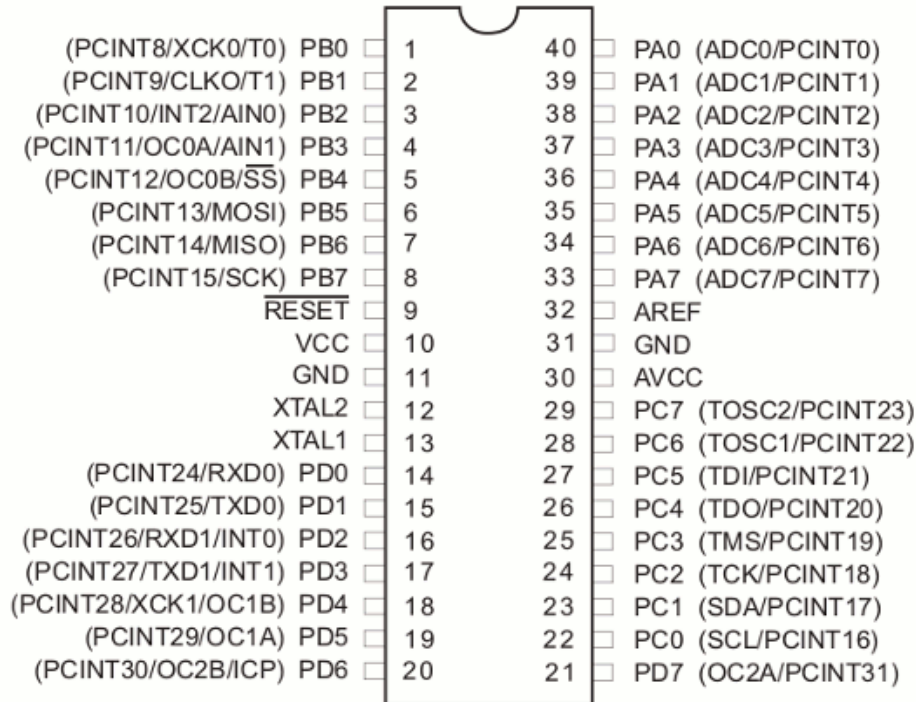 (PCINT8/XCK0/T0) PB0 1 40 PA0 (ADC0/PCINT0)
(PCINT9/CLKO/T1) PB1 2 39 PA1 (ADC1/PCINT1)
(PCINT10/INT2/AIN0) PB2 3 38 PA2 (ADC2/PCINT2)
(PCINT11/OC0A/AIN1) PB3 4 37 PA3 (ADC3/PCINT3)
(PCINT12/OC0B/S̅S̅) PB4 5 36 PA4 (ADC4/PCINT4)
(PCINT13/MOSI) PB5 6 35 PA5 (ADC5/PCINT5)
(PCINT14/MISO) PB6 7 34 PA6 (ADC6/PCINT6)
(PCINT15/SCK) PB7 8 33 PA7 (ADC7/PCINT7)
R̅E̅S̅E̅T̅ 9 32 AREF
VCC 10 31 GND
GND 11 30 AVCC
XTAL2 12 29 PC7 (TOSC2/PCINT23)
XTAL1 13 28 PC6 (TOSC1/PCINT22)
(PCINT24/RXD0) PD0 14 27 PC5 (TDI/PCINT21)
(PCINT25/TXD0) PD1 15 26 PC4 (TDO/PCINT20)
(PCINT26/RXD1/INT0) PD2 16 25 PC3 (TMS/PCINT19)
(PCINT27/TXD1/INT1) PD3 17 24 PC2 (TCK/PCINT18)
(PCINT28/XCK1/OC1B) PD4 18 23 PC1 (SDA/PCINT17)
(PCINT29/OC1A) PD5 19 22 PC0 (SCL/PCINT16)
(PCINT30/OC2B/ICP) PD6 20 21 PD7 (OC2A/PCINT31)